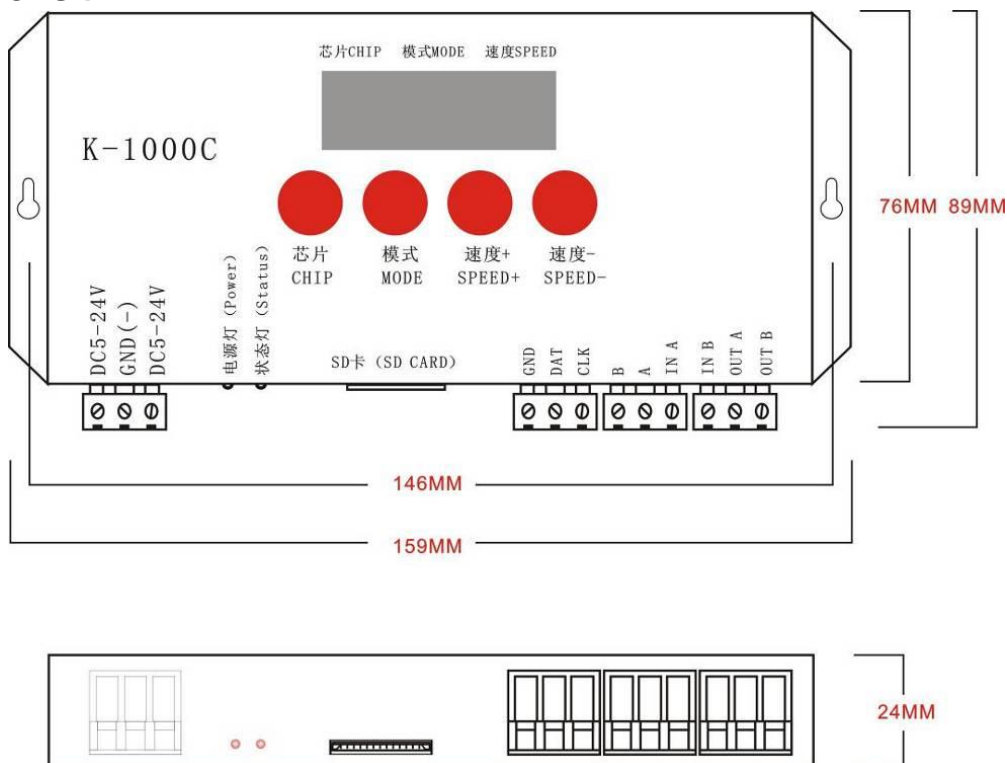 芯片CHIP 模式MODE 速度SPEED
K-1000C
芯片 CHIP
模式 MODE
速度+ SPEED+
速度- SPEED-
DC5-24V
GND(-)
DC5-24V
电源灯 (Power)
状态灯 (Status)
SD卡 (SD CARD)
GND
DAT
CLK
B
A
IN A
IN B
OUT A
OUT B
76MM 89MM
146MM
159MM
24MM